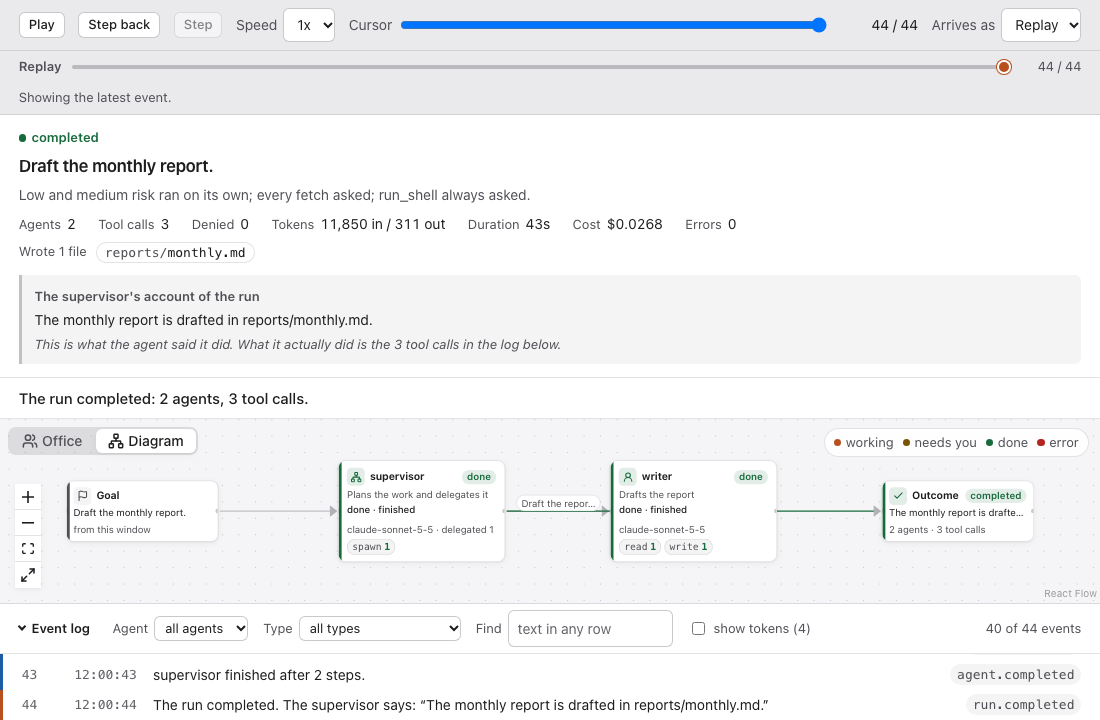 Play Step back Step Speed 1x Cursor 44 / 44 Arrives as Replay
Replay 44 / 44
Showing the latest event.
completed
Draft the monthly report.
Low and medium risk ran on its own; every fetch asked; run_shell always asked.
Agents 2 Tool calls 3 Denied 0 Tokens 11,850 in / 311 out Duration 43s Cost $0.0268 Errors 0
Wrote 1 file reports/monthly.md
The supervisor's account of the run
The monthly report is drafted in reports/monthly.md.
This is what the agent said it did. What it actually did is the 3 tool calls in the log below.
The run completed: 2 agents, 3 tool calls.
Office Diagram
working needs you done error
Goal
Draft the monthly report.
from this window
supervisor done
Plans the work and delegates it
done · finished
claude-sonnet-5-5 · delegated 1
spawn 1
Draft the repor...
writer done
Drafts the report
done · finished
claude-sonnet-5-5
read 1 write 1
Outcome completed
The monthly report is drafte...
2 agents · 3 tool calls
React Flow
Event log Agent all agents Type all types Find text in any row show tokens (4) 40 of 44 events
43 12:00:43 supervisor finished after 2 steps. agent.completed
44 12:00:44 The run completed. The supervisor says: “The monthly report is drafted in reports/monthly.md.” run.completed